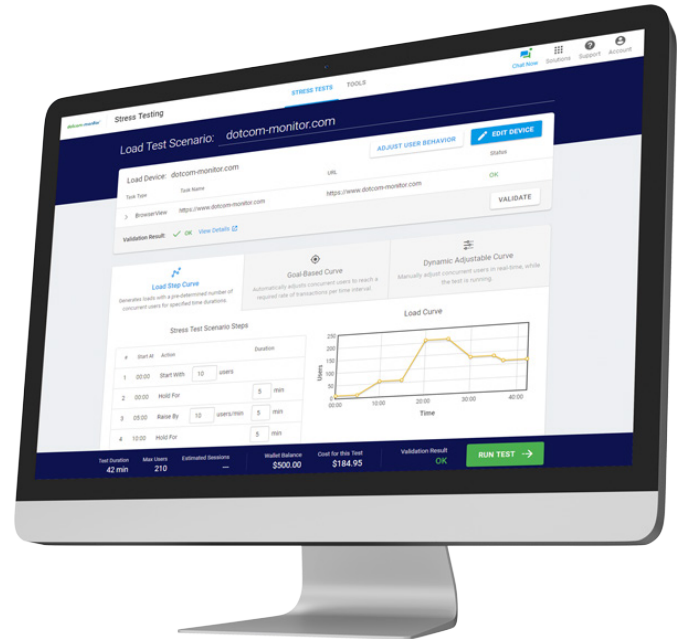 Chat Now
Solutions
Support
Account
dotcom-monitor
Stress Testing
STRESS TESTS
TOOLS
Load Test Scenario: dotcom-monitor.com
Load Device: dotcom-monitor.com
ADJUST USER BEHAVIOR
EDIT DEVICE
Task Type
Task Name
URL
Status
> BrowserView
https://www.dotcom-monitor.com
https://www.dotcom-monitor.com
OK
Validation Result:
OK
View Details
VALIDATE
Load Step Curve
Generates loads with a pre-determined number of
concurrent users for specified time durations.
Goal-Based Curve
Automatically adjusts concurrent users to reach a
required rate of transactions per time interval.
Dynamic Adjustable Curve
Manually adjust concurrent users in real-time, while
the test is running.
Stress Test Scenario Steps
# Start At Action Duration
1 00:00 Start With 10 users
2 00:00 Hold For 5 min
3 05:00 Raise By 10 users/min 5 min
4 10:00 Hold For 5 min
Load Curve
250
200
150
100
50
0
Users
00:00 10:00 20:00 30:00 40:00
Time
Test Duration
42 min
Max Users
210
Estimated Sessions
—
Wallet Balance
$500.00
Cost for this Test
$184.95
Validation Result
OK
RUN TEST →